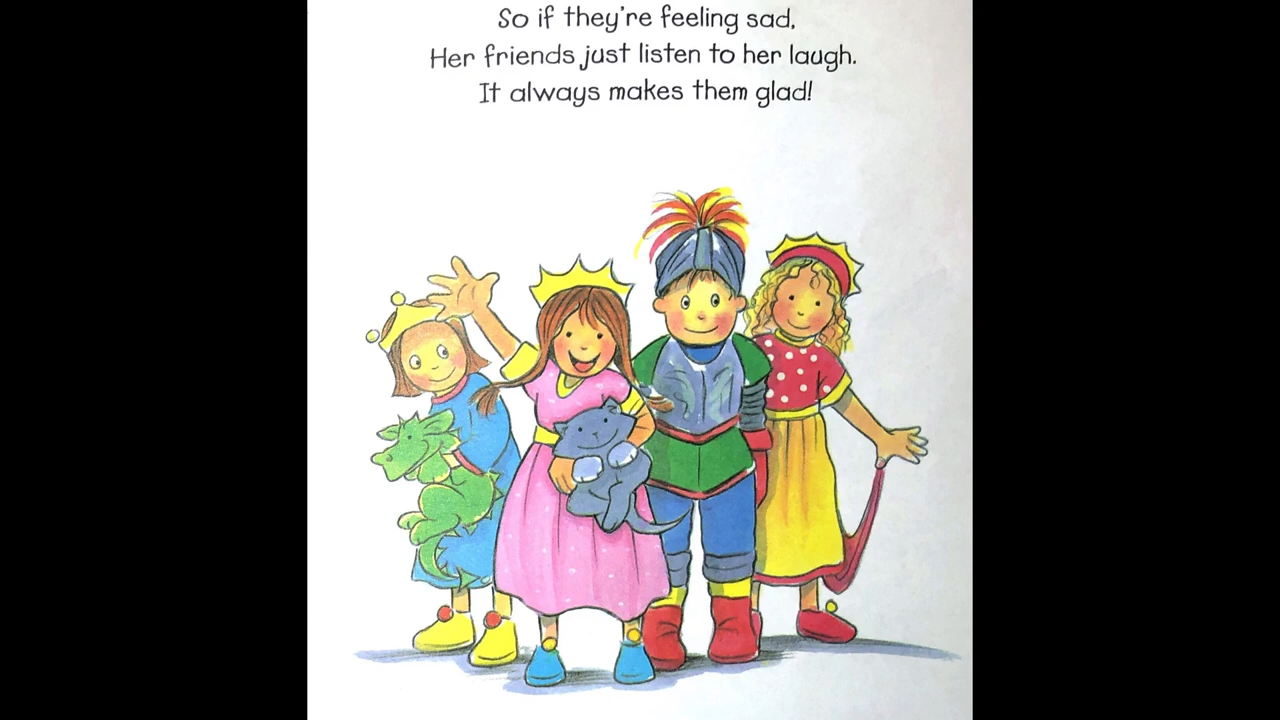 So if they're feeling sad,
Her friends just listen to her laugh.
It always makes them glad!